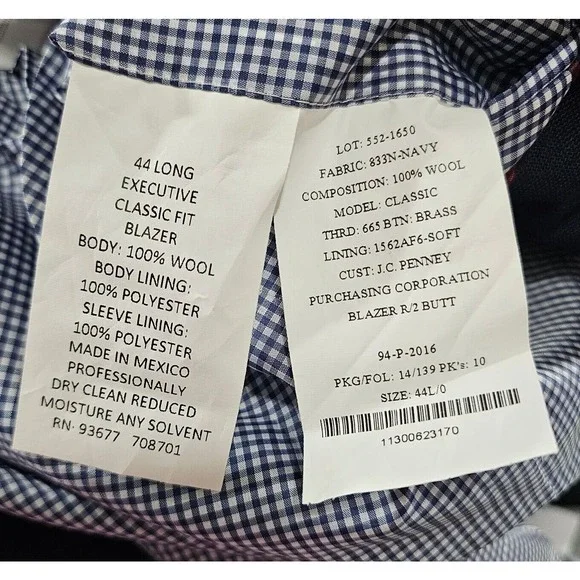 44 LONG
EXECUTIVE
CLASSIC FIT
BLAZER
BODY: 100% WOOL
BODY LINING:
100% POLYESTER
SLEEVE LINING:
100% POLYESTER
MADE IN MEXICO
PROFESSIONALLY
DRY CLEAN REDUCED
MOISTURE ANY SOLVENT
RN- 93677 708701
LOT: 552-1650
FABRIC: 833N-NAVY
COMPOSITION: 100% WOOL
MODEL: CLASSIC
THRD: 665 BTN: BRASS
LINING: 1562AF6-SOFT
CUST: J.C. PENNEY
PURCHASING CORPORATION
BLAZER R/2 BUTT
94-P-2016
PKG/FOL: 14/139 PK's: 10
SIZE: 44L/0
11300623170